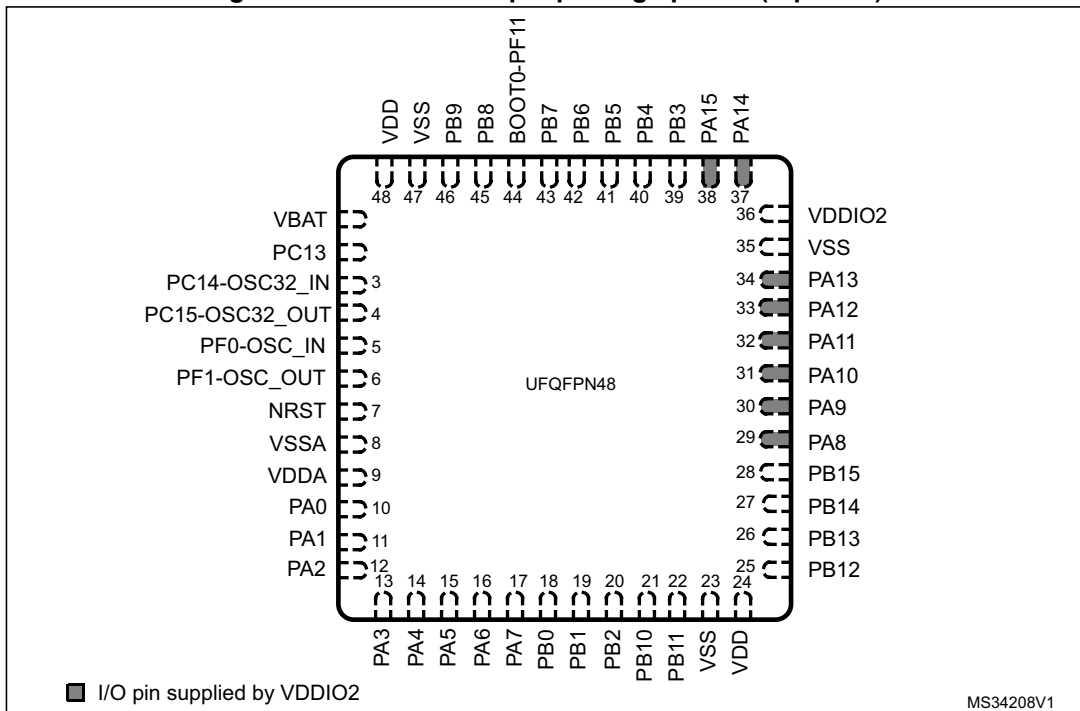 VDD
VSS
PB9
PB8
BOOT0-PF11
PB7
PB6
PB5
PB4
PB3
PA15
PA14
48
47
46
45
44
43
42
41
40
39
38
37
VBAT
PC13
PC14-OSC32_IN 3
PC15-OSC32_OUT 4
PF0-OSC_IN 5
PF1-OSC_OUT 6
NRST 7
VSSA 8
VDDA 9
PA0 10
PA1 11
PA2 12
UFQFPN48
36 VDDIO2
35 VSS
34 PA13
33 PA12
32 PA11
31 PA10
30 PA9
29 PA8
28 PB15
27 PB14
26 PB13
25 PB12
13
14
15
16
17
18
19
20
21
22
23
24
PA3
PA4
PA5
PA6
PA7
PB0
PB1
PB2
PB10
PB11
VSS
VDD
I/O pin supplied by VDDIO2
MS34208V1